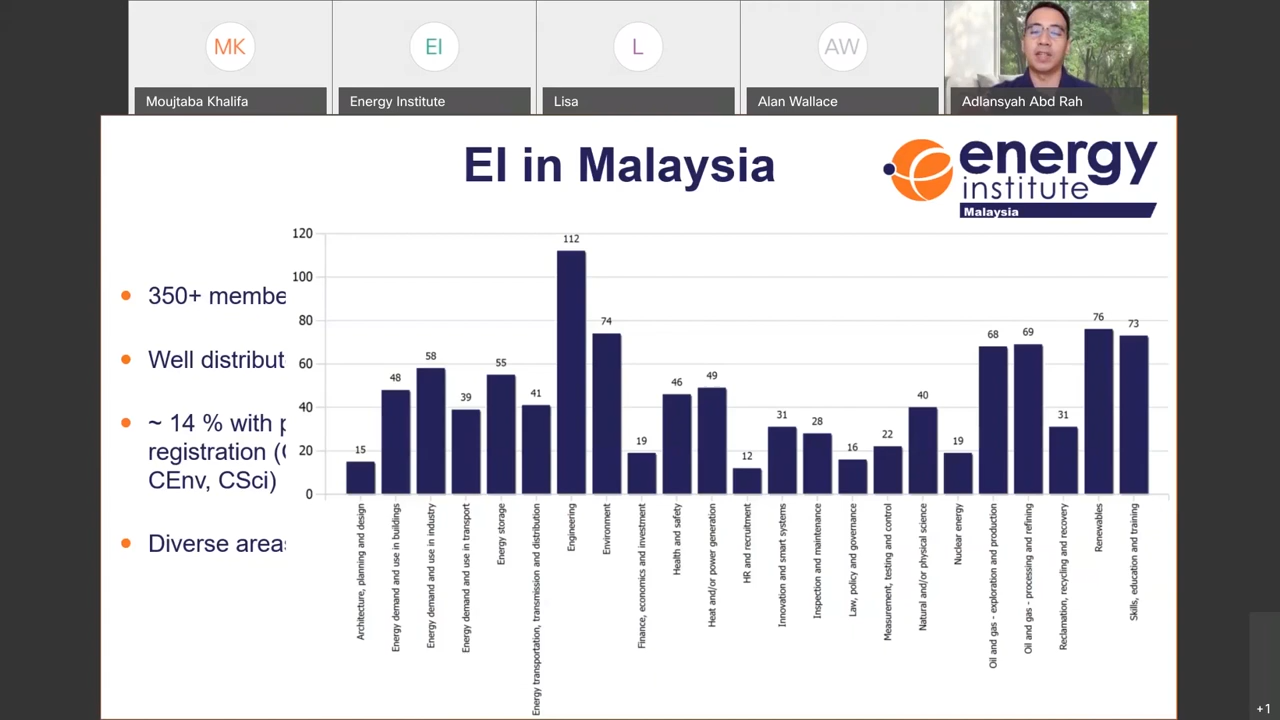 MK
EI
L
AW
Moujtaba Khalifa
Energy Institute
Lisa
Alan Wallace
Adlansyah Abd Rah
EI in Malaysia
energy
institute
Malaysia
350+ membe
Well distribut
~ 14 % with p
registration (C
CEnv, CSci)
Diverse areas
120
100
80
60
40
20
0
15
48
58
39
55
41
112
74
19
46
49
12
31
28
16
22
40
19
68
69
31
76
73
Architecture, planning and design
Energy demand and use in buildings
Energy demand and use in industry
Energy demand and use in transport
Energy storage
Energy transportation, transmission and distribution
Engineering
Environment
Finance, economics and investment
Health and safety
Heat and/or power generation
HR and recruitment
Innovation and smart systems
Inspection and maintenance
Law, policy and governance
Measurement, testing and control
Natural and/or physical science
Nuclear energy
Oil and gas - exploration and production
Oil and gas - processing and refining
Reclamation, recycling and recovery
Renewables
Skills, education and training
+1